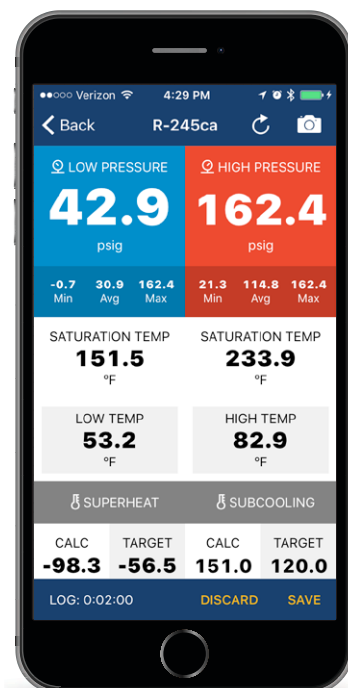 Verizon 4:29 PM
Back R-245ca
LOW PRESSURE HIGH PRESSURE
42.9 162.4
psig psig
-0.7 30.9 162.4 21.3 114.8 162.4
Min Avg Max Min Avg Max
SATURATION TEMP SATURATION TEMP
151.5 233.9
°F °F
LOW TEMP HIGH TEMP
53.2 82.9
°F °F
SUPERHEAT SUBCOOLING
CALC TARGET CALC TARGET
-98.3 -56.5 151.0 120.0
LOG: 0:02:00 DISCARD SAVE